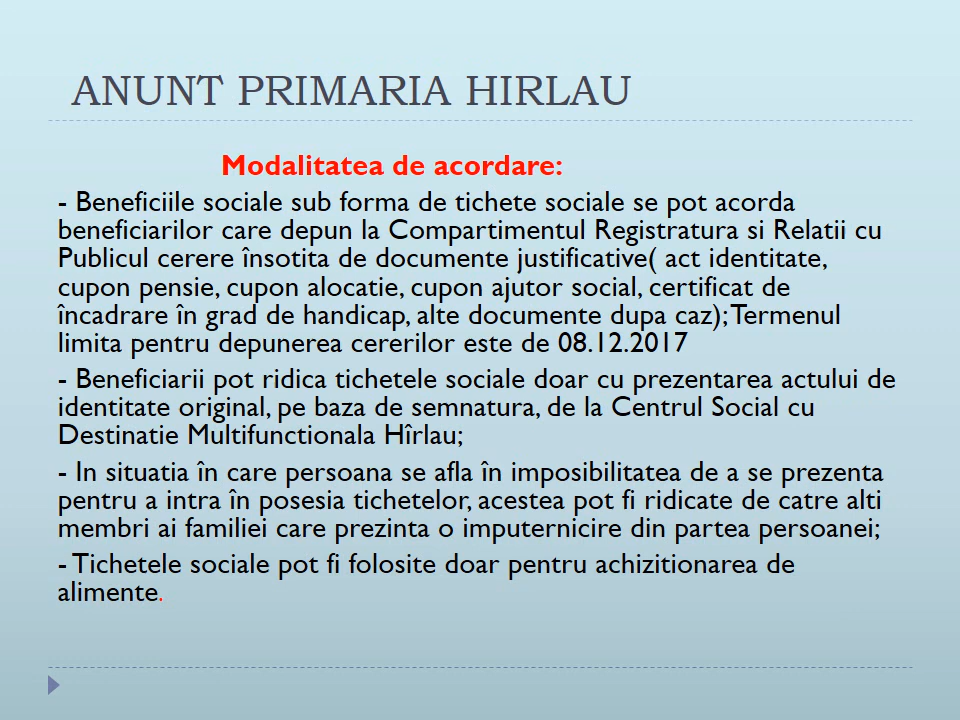 ANUNT PRIMARIA HIRLAU
Modalitatea de acordare:
- Beneficiile sociale sub forma de tichete sociale se pot acorda
beneficiarilor care depun la Compartimentul Registratura si Relatii cu
Publicul cerere însotita de documente justificative( act identitate,
cupon pensie, cupon alocatie, cupon ajutor social, certificat de
încadrare în grad de handicap, alte documente dupa caz); Termenul
limita pentru depunerea cererilor este de 08.12.2017
- Beneficiarii pot ridica tichetele sociale doar cu prezentarea actului de
identitate original, pe baza de semnatura, de la Centrul Social cu
Destinatie Multifunctionala Hîrlau;
- In situatia în care persoana se afla în imposibilitatea de a se prezenta
pentru a intra în posesia tichetelor, acestea pot fi ridicate de catre alti
membri ai familiei care prezinta o imputernicire din partea persoanei;
- Tichetele sociale pot fi folosite doar pentru achizitionarea de
alimente.